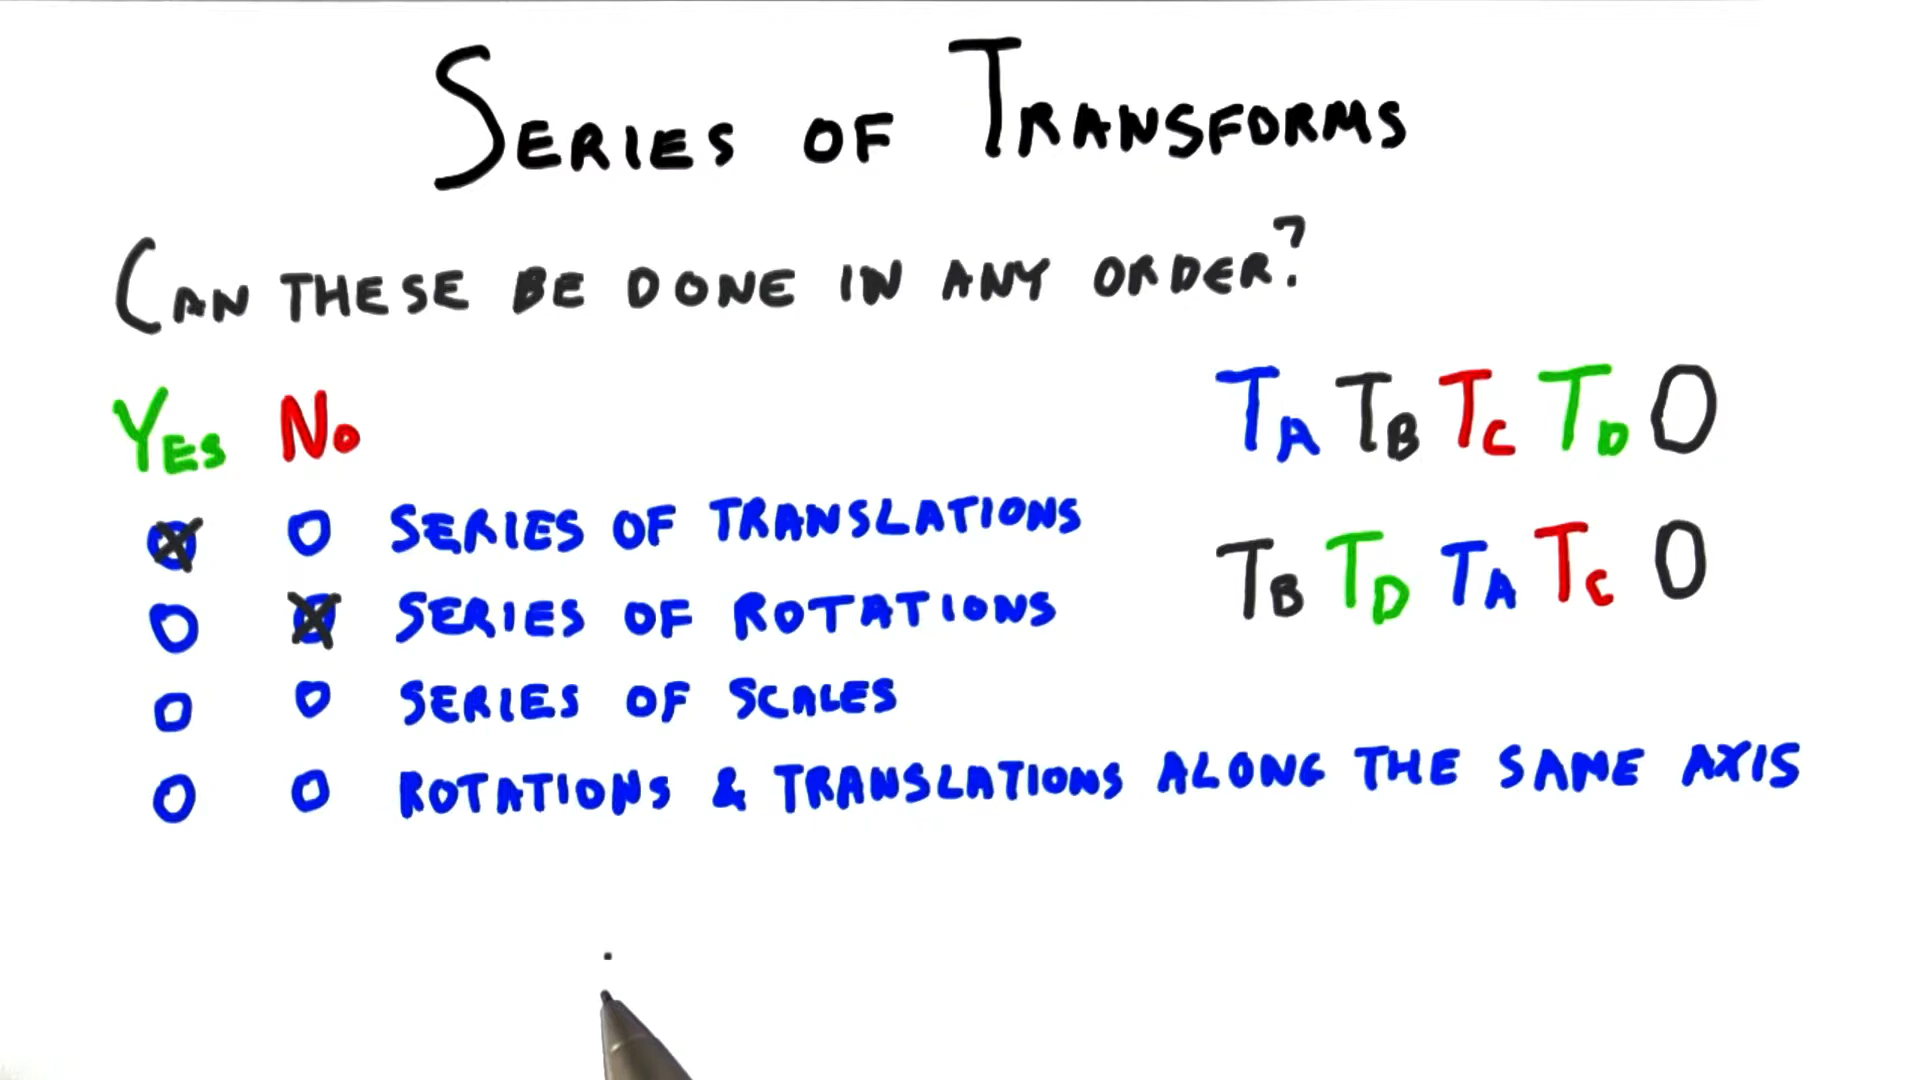 SERIES OF TRANSFORMS
CAN THESE BE DONE IN ANY ORDER?
YES NO
TA TB TC TD O
SERIES OF TRANSLATIONS
TB TD TA TC O
SERIES OF ROTATIONS
SERIES OF SCALES
ROTATIONS & TRANSLATIONS ALONG THE SAME AXIS